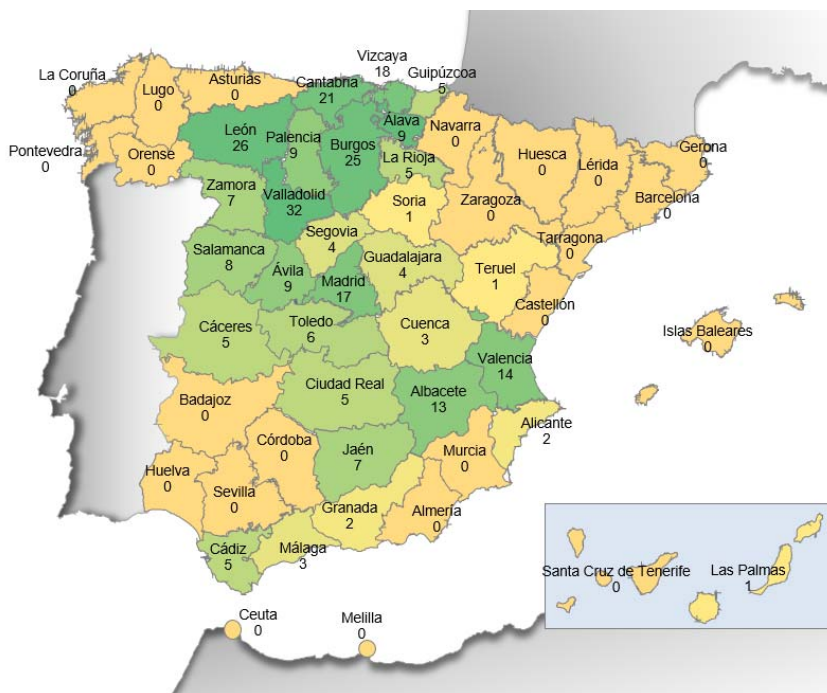 Vizcaya
18
La Coruña
0
Lugo
0
Asturias
0
Cantabria
21
Guipúzcoa
5
León
26
Palencia
9
Burgos
25
Álava
9
Navarra
0
Huesca
0
Lérida
0
Gerona
0
Pontevedra
0
Orense
0
La Rioja
5
Zamora
7
Valladolid
32
Soria
1
Zaragoza
0
Barcelona
0
Segovia
4
Tarragona
0
Salamanca
8
Ávila
9
Madrid
17
Guadalajara
4
Teruel
1
Castellón
0
Cáceres
5
Toledo
6
Cuenca
3
Islas Baleares
0
Valencia
14
Badajoz
0
Ciudad Real
5
Albacete
13
Alicante
2
Córdoba
0
Jaén
7
Murcia
0
Huelva
0
Sevilla
0
Granada
2
Almería
0
Cádiz
5
Málaga
3
Santa Cruz de Tenerife
0
Las Palmas
1
Ceuta
0
Melilla
0